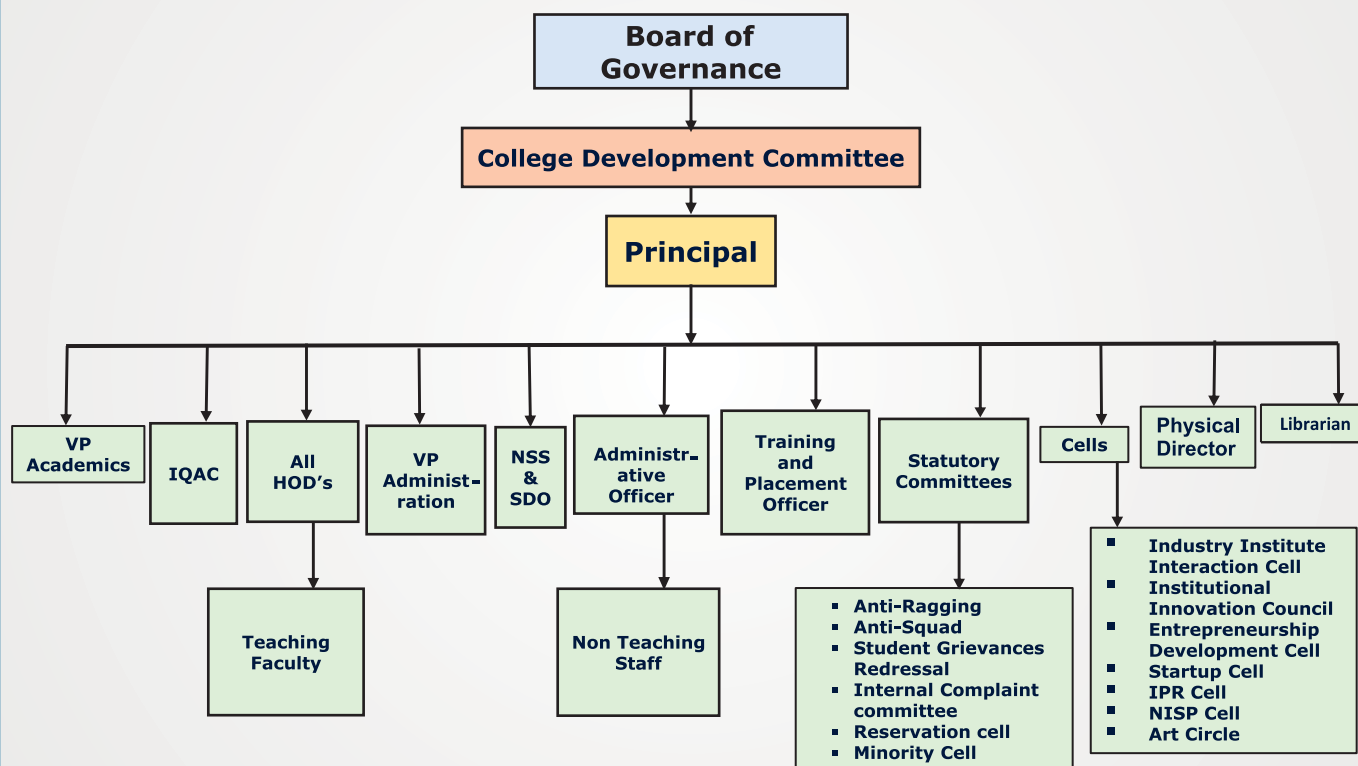 Board of
Governance
College Development Committee
Principal
VP
Academics
IQAC
All
HOD’s
VP
Administ-
ration
NSS
&
SDO
Administr-
ative
Officer
Training
and
Placement
Officer
Statutory
Committees
Cells
Physical
Director
Librarian
Teaching
Faculty
Non Teaching
Staff
▪ Anti-Ragging
▪ Anti-Squad
▪ Student Grievances
Redressal
▪ Internal Complaint
committee
▪ Reservation cell
▪ Minority Cell
▪ Industry Institute
Interaction Cell
▪ Institutional
Innovation Council
▪ Entrepreneurship
Development Cell
▪ Startup Cell
▪ IPR Cell
▪ NISP Cell
▪ Art Circle